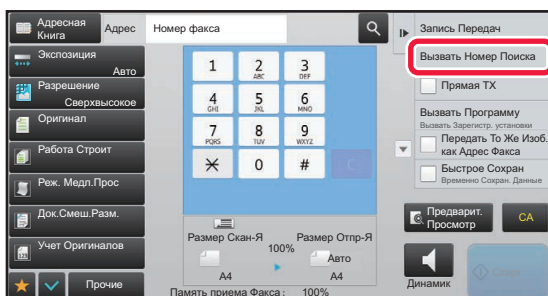 Адресная
Книга
Адрес
Номер факса
Экспозиция
Авто
Разрешение
Сверхвысокое
Оригинал
Работа Строит
Реж. Медл.Прос
Док.Смеш.Разм.
Учет Оригиналов
Прочие
1
2
ABC
3
DEF
4
GHI
5
JKL
6
MNO
7
PQRS
8
TUV
9
WXYZ
0
#
C
Размер Скан-Я
100%
Размер Отпр-Я
Авто
A4
A4
Память приема Факса :
100%
Запись Передач
Вызвать Номер Поиска
Прямая TX
Вызвать Программу
Вызвать Зарегистр. установки
Передать То Же Изоб.
как Адрес Факса
Быстрое Сохран
Временно Сохран. Данные
Предварит.
Просмотр
CA
Динамик
Старт